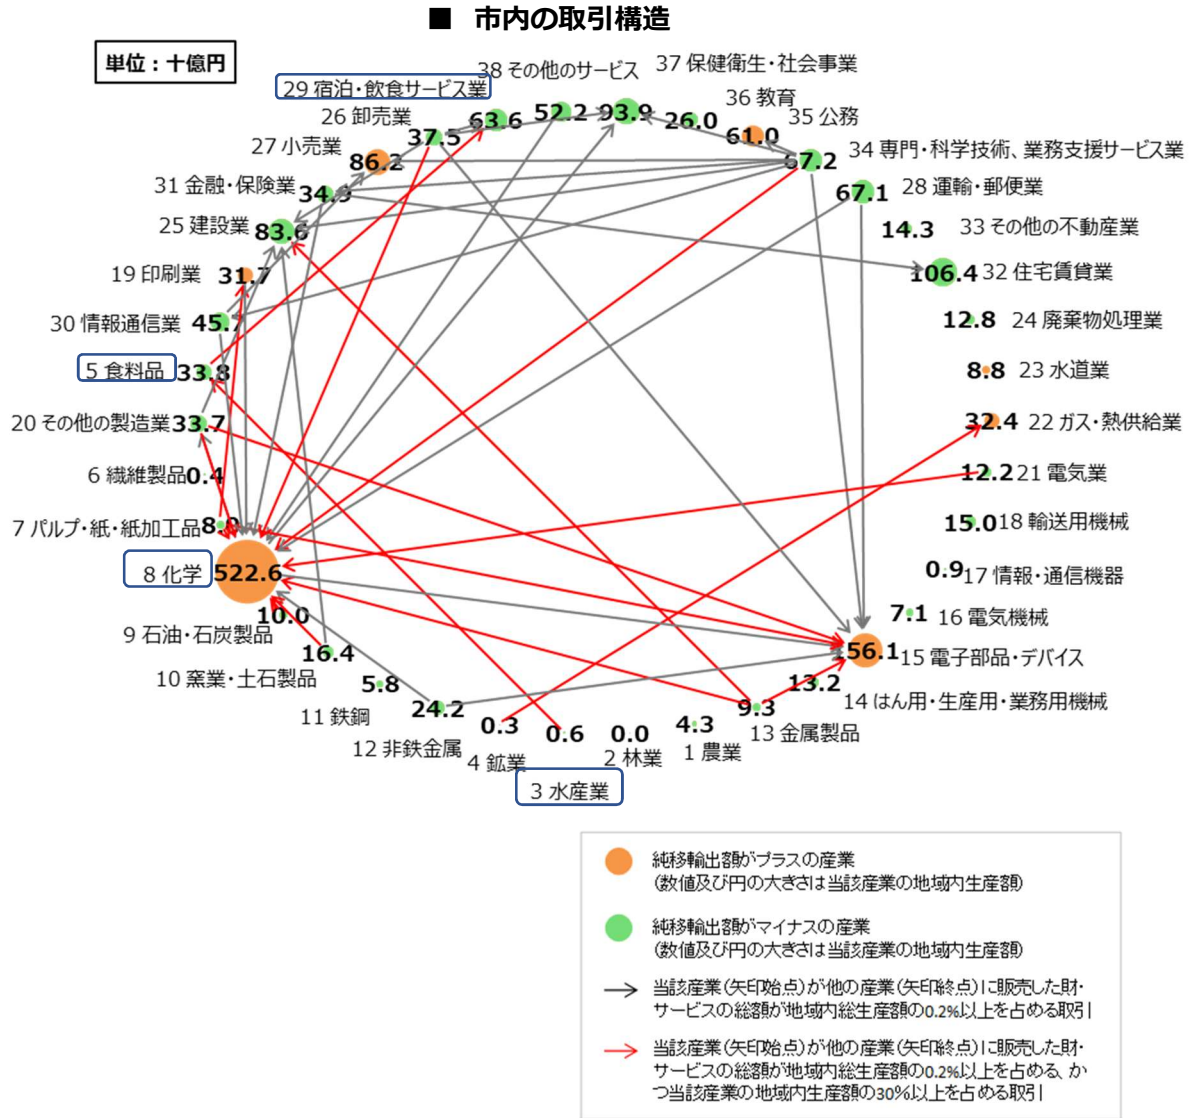 ■ 市内の取引構造
単位：十億円
38 その他のサービス
37 保健衛生・社会事業
29 宿泊・飲食サービス業
36 教育
26 卸売業
63.6
52.2
93.9
26.0
35 公務
37.5
61.0
27 小売業
86.2
67.2
34 専門・科学技術、業務支援サービス業
31 金融・保険業
34.9
67.1
28 運輸・郵便業
25 建設業
83.6
14.3
33 その他の不動産業
19 印刷業
31.7
106.4
32 住宅賃貸業
30 情報通信業
45.7
12.8
24 廃棄物処理業
5 食料品
33.8
8.8
23 水道業
20 その他の製造業
33.7
32.4
22 ガス・熱供給業
6 繊維製品
0.4
12.2
21 電気業
7 パルプ・紙・紙加工品
8.0
15.0
18 輸送用機械
8 化学
522.6
0.9
17 情報・通信機器
10.0
7.1
16 電気機械
9 石油・石炭製品
16.4
56.1
15 電子部品・デバイス
10 窯業・土石製品
5.8
13.2
14 はん用・生産用・業務用機械
11 鉄鋼
24.2
9.3
13 金属製品
12 非鉄金属
0.3
0.6
0.0
4.3
4 鉱業
2 林業
1 農業
3 水産業
純移輸出額がプラスの産業
（数値及び円の大きさは当該産業の地域内生産額）
純移輸出額がマイナスの産業
（数値及び円の大きさは当該産業の地域内生産額）
当該産業（矢印始点）が他の産業（矢印終点）に販売した財・
サービスの総額が地域内総生産額の0.2%以上を占める取引
当該産業（矢印始点）が他の産業（矢印終点）に販売した財・
サービスの総額が地域内総生産額の0.2%以上を占める、か
つ当該産業の地域内生産額の30%以上を占める取引